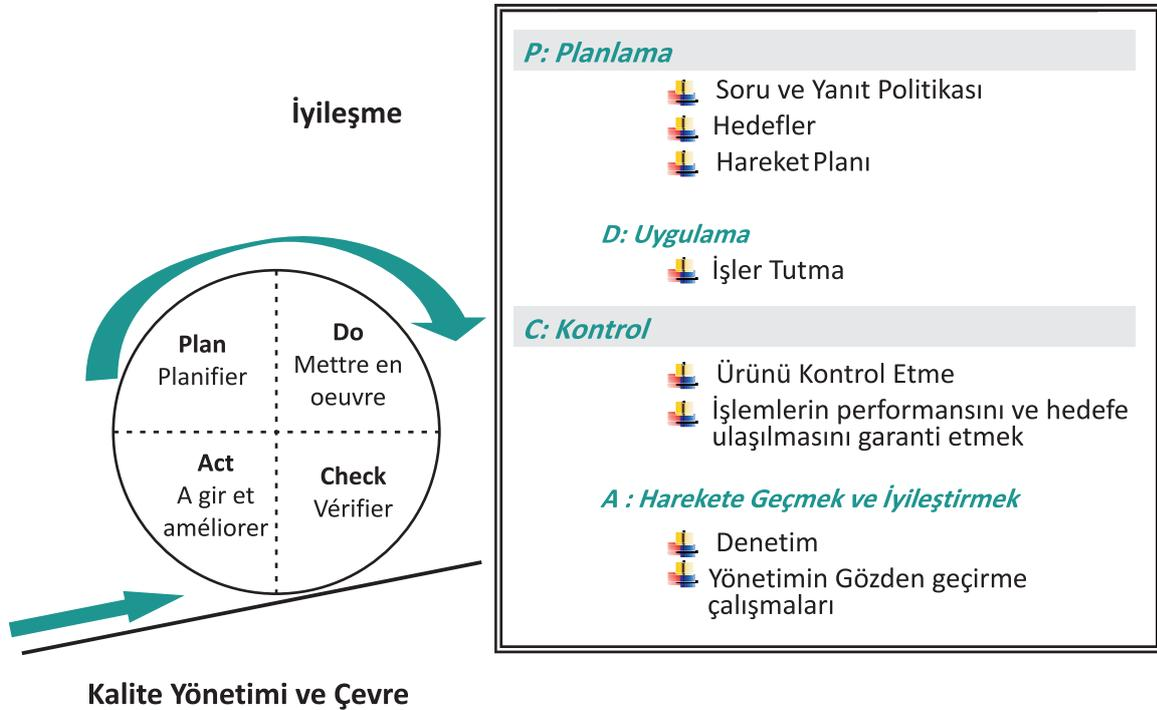 İyileşme
Plan
Planifier
Do
Mettre en
oeuvre
Act
A gir et
améliorer
Check
Vérifier
Kalite Yönetimi ve Çevre
P: Planlama
Soru ve Yanıt Politikası
Hedefler
Hareket Planı
D: Uygulama
İşler Tutma
C: Kontrol
Ürünü Kontrol Etme
İşlemlerin performansını ve hedefe
ulaşılmasını garanti etmek
A : Harekete Geçmek ve İyileştirmek
Denetim
Yönetimin Gözden geçirme
çalışmaları